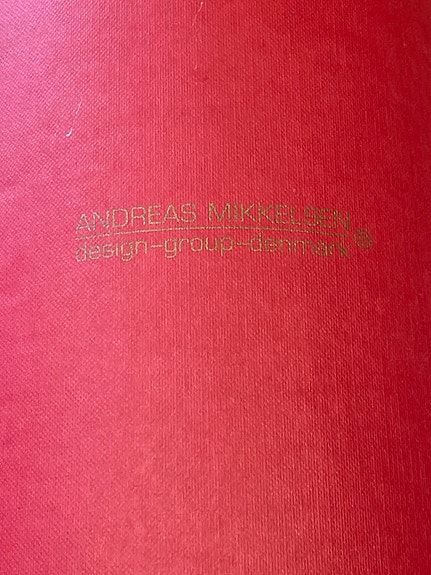 ANDREAS MIKKELSEN
design-group-denmark®